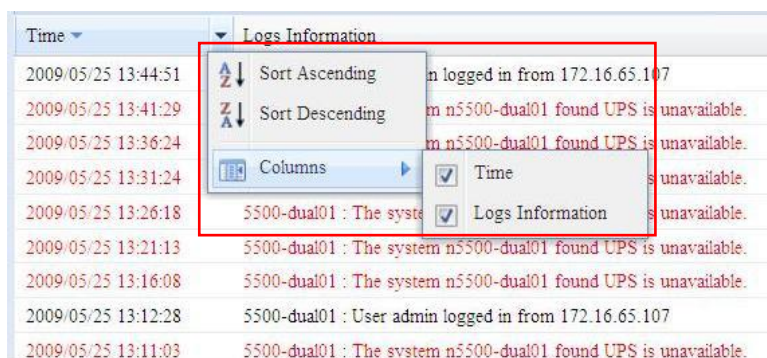 Time Logs Information
2009/05/25 13:44:51 n logged in from 172.16.65.107
Sort Ascending
2009/05/25 13:41:29 m n5500-dual01 found UPS is unavailable.
Sort Descending
2009/05/25 13:36:24 m n5500-dual01 found UPS is unavailable.
Columns
2009/05/25 13:31:24 s unavailable.
Time
2009/05/25 13:26:18 5500-dual01 : The syste s unavailable.
Logs Information
2009/05/25 13:21:13 5500-dual01 : The system n5500-dual01 found UPS is unavailable.
2009/05/25 13:16:08 5500-dual01 : The system n5500-dual01 found UPS is unavailable.
2009/05/25 13:12:28 5500-dual01 : User admin logged in from 172.16.65.107
2009/05/25 13:11:03 5500-dual01 : The system n5500-dual01 found UPS is unavailable.